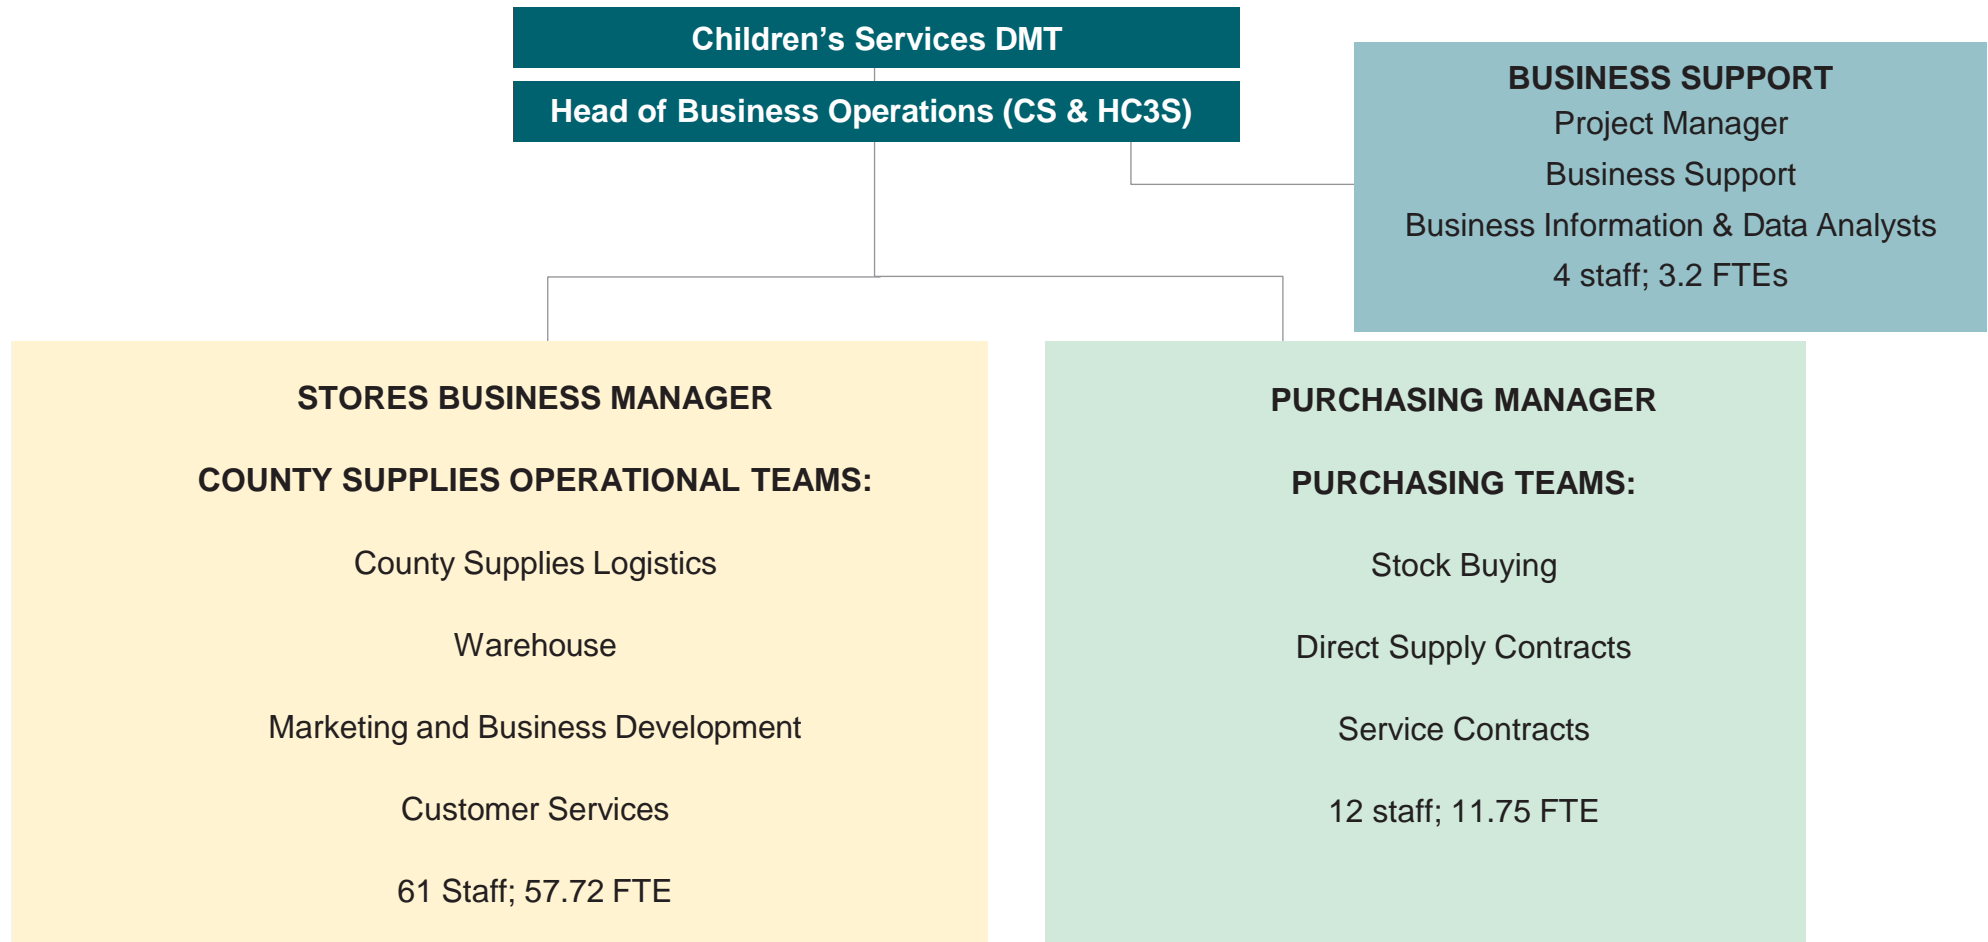 Children’s Services DMT
Head of Business Operations (CS & HC3S)
BUSINESS SUPPORT
Project Manager
Business Support
Business Information & Data Analysts
4 staff; 3.2 FTEs
STORES BUSINESS MANAGER
COUNTY SUPPLIES OPERATIONAL TEAMS:
County Supplies Logistics
Warehouse
Marketing and Business Development
Customer Services
61 Staff; 57.72 FTE
PURCHASING MANAGER
PURCHASING TEAMS:
Stock Buying
Direct Supply Contracts
Service Contracts
12 staff; 11.75 FTE